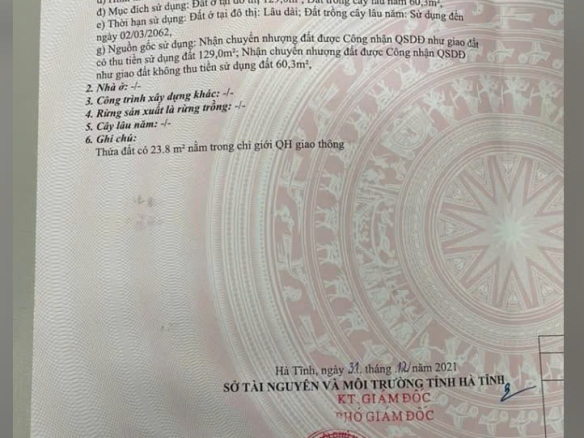 đ) Mục đích sử dụng: Đất ở tại đô thị 129,0m², Đất trồng cây lâu năm 60,3m²,
e) Thời hạn sử dụng: Đất ở tại đô thị: Lâu dài; Đất trồng cây lâu năm: Sử dụng đến
ngày 02/03/2062,
g) Nguồn gốc sử dụng: Nhận chuyển nhượng đất được Công nhận QSDĐ như giao đất
có thu tiền sử dụng đất 129,0m²; Nhận chuyển nhượng đất được Công nhận QSDĐ
như giao đất không thu tiền sử dụng đất 60,3m²,
2. Nhà ở: -/-
3. Công trình xây dựng khác: -/-
4. Rừng sản xuất là rừng trồng: -/-
5. Cây lâu năm: -/-
6. Ghi chú:
Thửa đất có 23.8 m² nằm trong chỉ giới QH giao thông
Hà Tĩnh, ngày 31 tháng 12 năm 2021
SỞ TÀI NGUYÊN VÀ MÔI TRƯỜNG TỈNH HÀ TĨNH
KT. GIÁM ĐỐC
PHÓ GIÁM ĐỐC